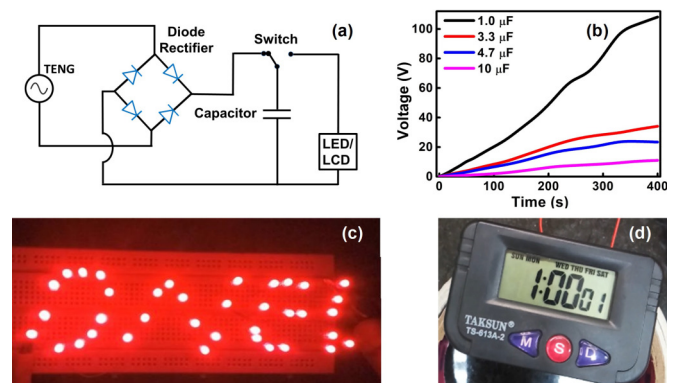 (a)
Diode
Rectifier
Switch
TENG
Capacitor
LED/
LCD
(b)
1.0 μF
3.3 μF
4.7 μF
10 μF
Voltage (V)
100
80
60
40
20
0
0 100 200 300 400
Time (s)
(c)
(d)
SUN MON WED THU FRI SAT
1:00 01
TAKSUN®
TS-613A-2
M S D